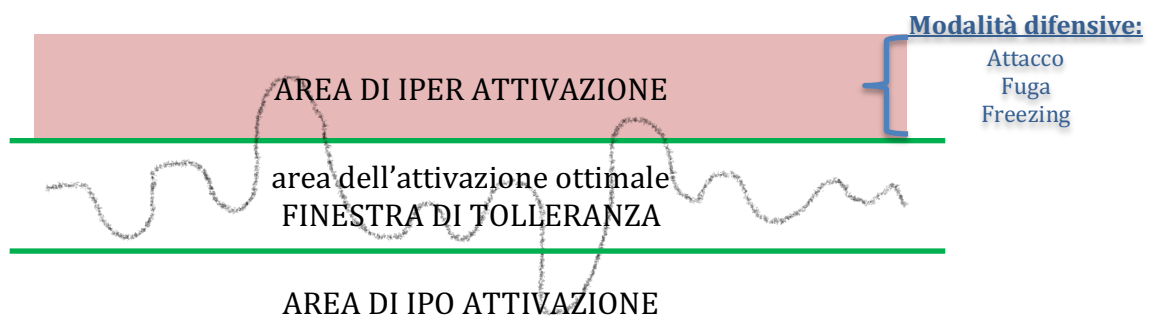 Modalità difensive:
Attacco
Fuga
Freezing
AREA DI IPER ATTIVAZIONE
area dell’attivazione ottimale
FINESTRA DI TOLLERANZA
AREA DI IPO ATTIVAZIONE